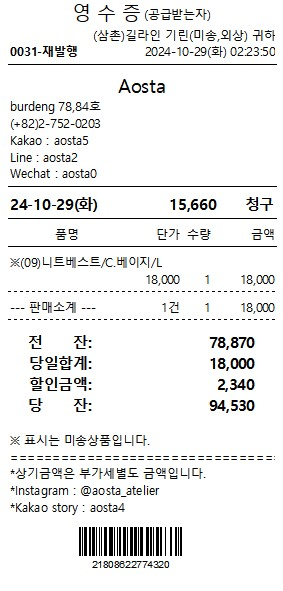 영 수 증 (공급받는자)
(삼촌)길라인 기린(미송,외상) 귀하
0031-재발행 2024-10-29(화) 02:23:50
Aosta
burdeng 78,84호
(+82)2-752-0203
Kakao : aosta5
Line : aosta2
Wechat : aosta0
24-10-29(화) 15,660 청구
품명 단가 수량 금액
※(09)니트베스트/C.베이지/L
18,000 1 18,000
--- 판매소계 --- 1건 1 18,000
전 잔: 78,870
당일합계: 18,000
할인금액: 2,340
당 잔: 94,530
※ 표시는 미송상품입니다.
==================================
*상기금액은 부가세별도 금액입니다.
*Instagram : @aosta_atelier
*Kakao story : aosta4
21808622774320